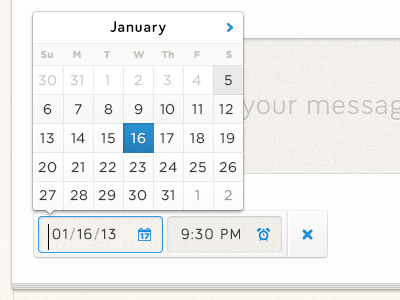 January
Su M T W Th F S
30 31 1 2 3 4 5
6 7 8 9 10 11 12
your messag
13 14 15 16 17 18 19
20 21 22 23 24 25 26
27 28 29 30 31 1 2
01/16/13 17 9:30 PM